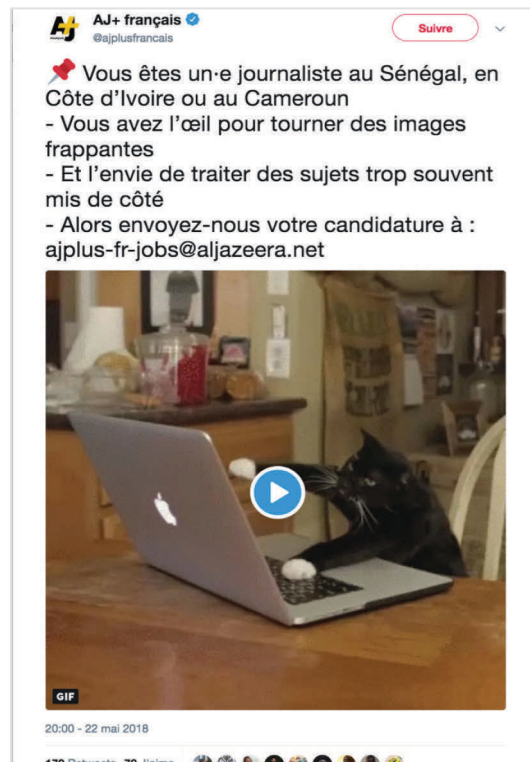 AJ+ français
@ajplusfrancais
Suivre
📌 Vous êtes un·e journaliste au Sénégal, en
Côte d’Ivoire ou au Cameroun
- Vous avez l’œil pour tourner des images
frappantes
- Et l’envie de traiter des sujets trop souvent
mis de côté
- Alors envoyez-nous votre candidature à :
ajplus-fr-jobs@aljazeera.net
GIF
20:00 - 22 mai 2018